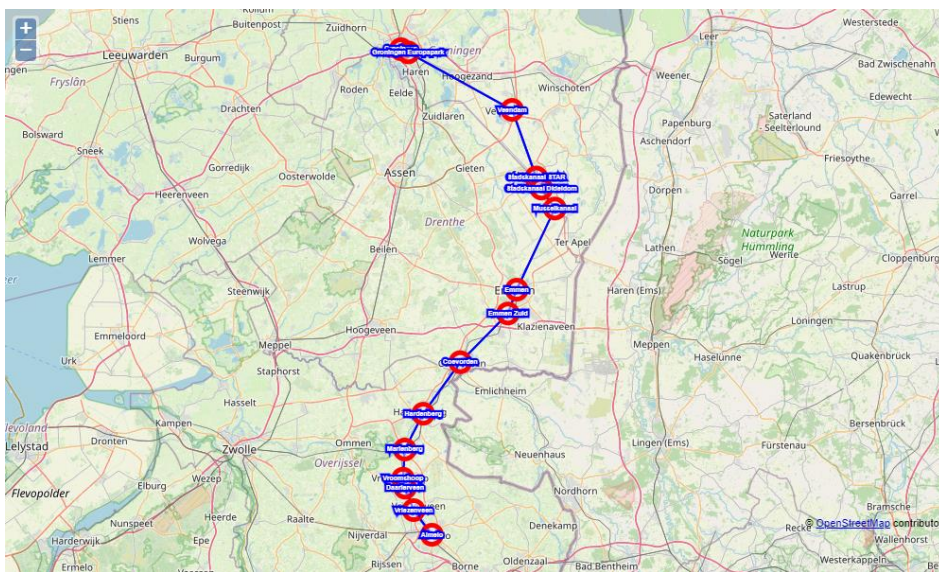 Stiens
Kollum
Zuidhorn
Buitenpost
Leeuwarden
Burgum
Groningen Europapark
Haren
Hoogezand
Leer
Westerstede
Bad Zwischenahn
Weener
Fryslân
Roden
Eelde
Winschoten
Edewecht
Drachten
Zuidlaren
Veendam
Papenburg
Saterland
- Seelterlound
Bolsward
Aschendorf
Sneek
Gorredijk
Oosterwolde
Assen
Gieten
Stadskanaal STAR
Friesoythe
Heerenveen
Stadskanaal Dideldom
Dörpen
Garrel
Musselkanaal
Drenthe
Wolvega
Beilen
Ter Apel
Lathen
Naturpark
Hümmling
Werlte
Sögel
Cloppenburg
Lemmer
Steenwijk
Emmen
Haren (Ems)
Lastrup
Emmen Zuid
Emmeloord
Hoogeveen
Klazienaveen
Löningen
Meppel
Meppen
Urk
Staphorst
Coevorden
Haselünne
Quakenbrück
Emlichheim
Hasselt
Hardenberg
Kampen
Bersenbrück
Lelystad
Dronten
Zwolle
Ommen
Marienberg
Lingen (Ems)
Fürstenau
Overijssel
Neuenhaus
Flevopolder
Elburg
Wezep
Vroomshoop
Daarlerveen
Nordhorn
Vriezenveen
Bramsche
Nunspeet
Heerde
Raalte
Denekamp
© OpenStreetMap contributo
Recke
Harderwijk
Epe
Nijverdal
Almelo
Wallenhorst
Ermelo
Rijssen
Borne
Oldenzaal
Bad Bentheim
Westerkappeln